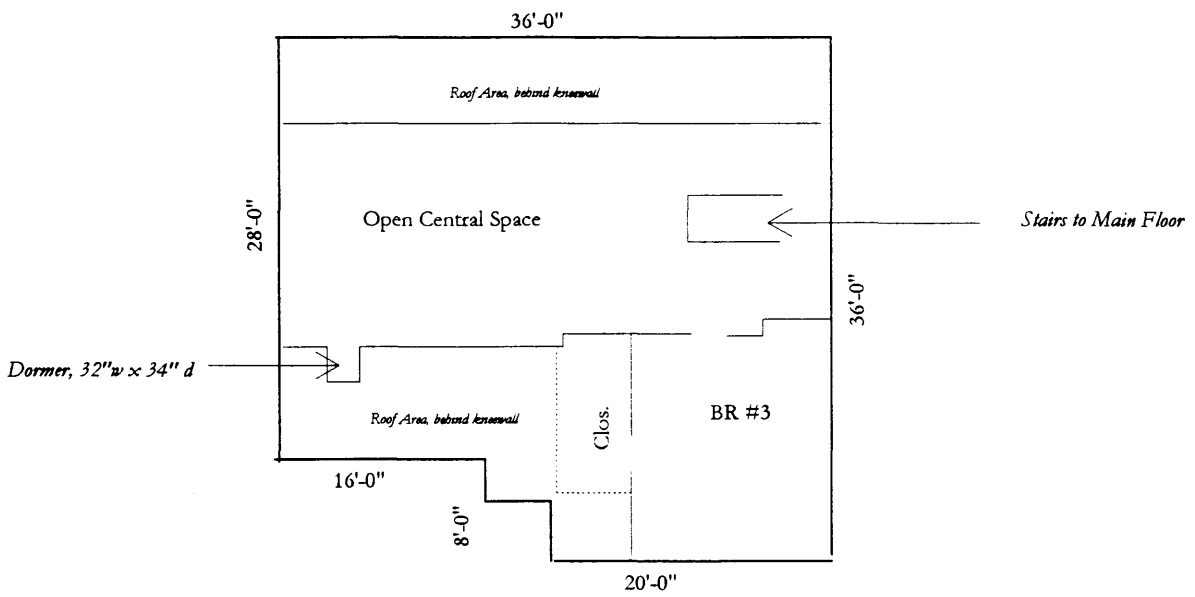 36'-0"
Roof Area, behind kneewall
28'-0"
Open Central Space
Stairs to Main Floor
36'-0"
Dormer, 32"w x 34" d
Roof Area, behind kneewall
Clos.
BR #3
16'-0"
8'-0"
20'-0"